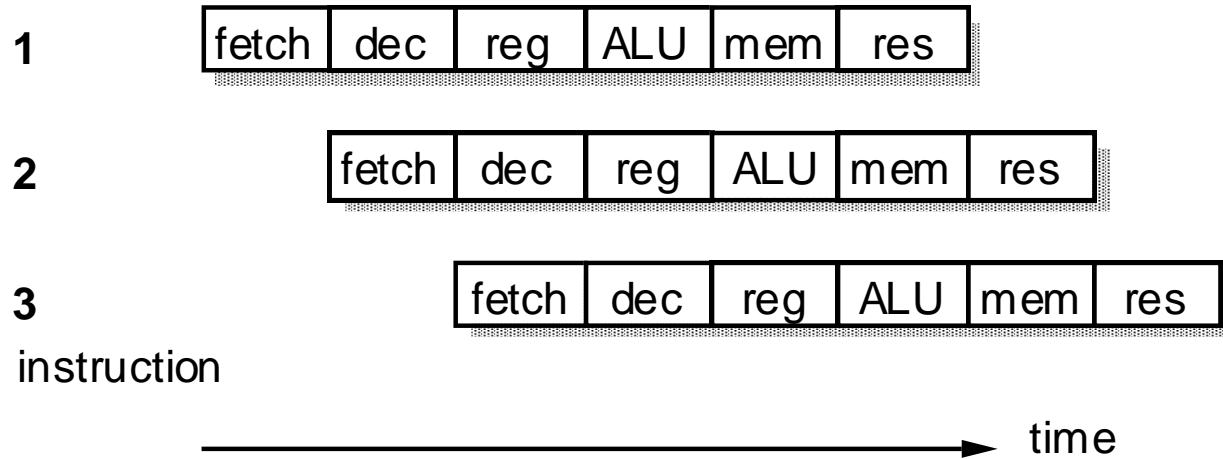 1 fetch dec reg ALU mem res
2 fetch dec reg ALU mem res
3 fetch dec reg ALU mem res
instruction
time